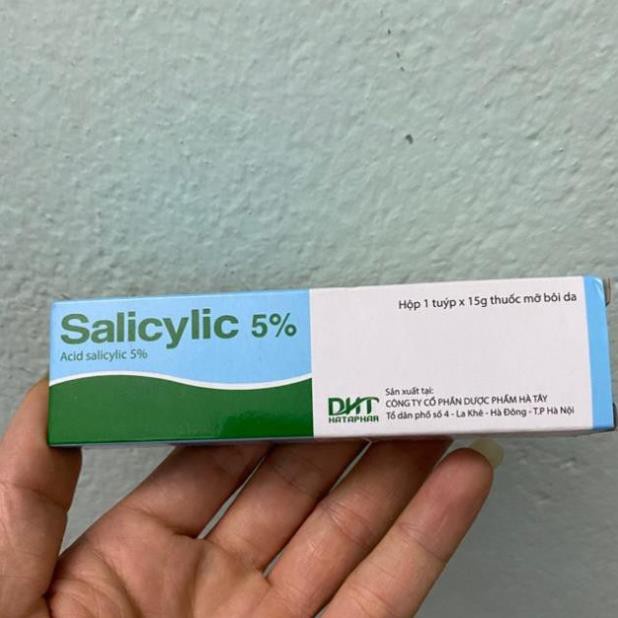 Salicylic 5%
Acid salicylic 5%
Hộp 1 tuýp x 15g thuốc mỡ bôi da
DHT
HATAPHAR
Sản xuất tại:
CÔNG TY CỔ PHẦN DƯỢC PHẨM HÀ TÂY
Tổ dân phố số 4 - La Khê - Hà Đông - T.P Hà Nội